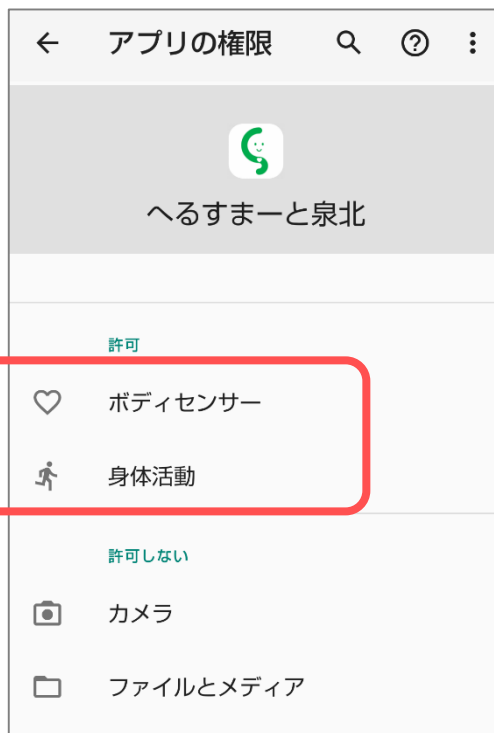 アプリの権限
へるすまーと泉北
許可
ボディセンサー
身体活動
許可しない
カメラ
ファイルとメディア